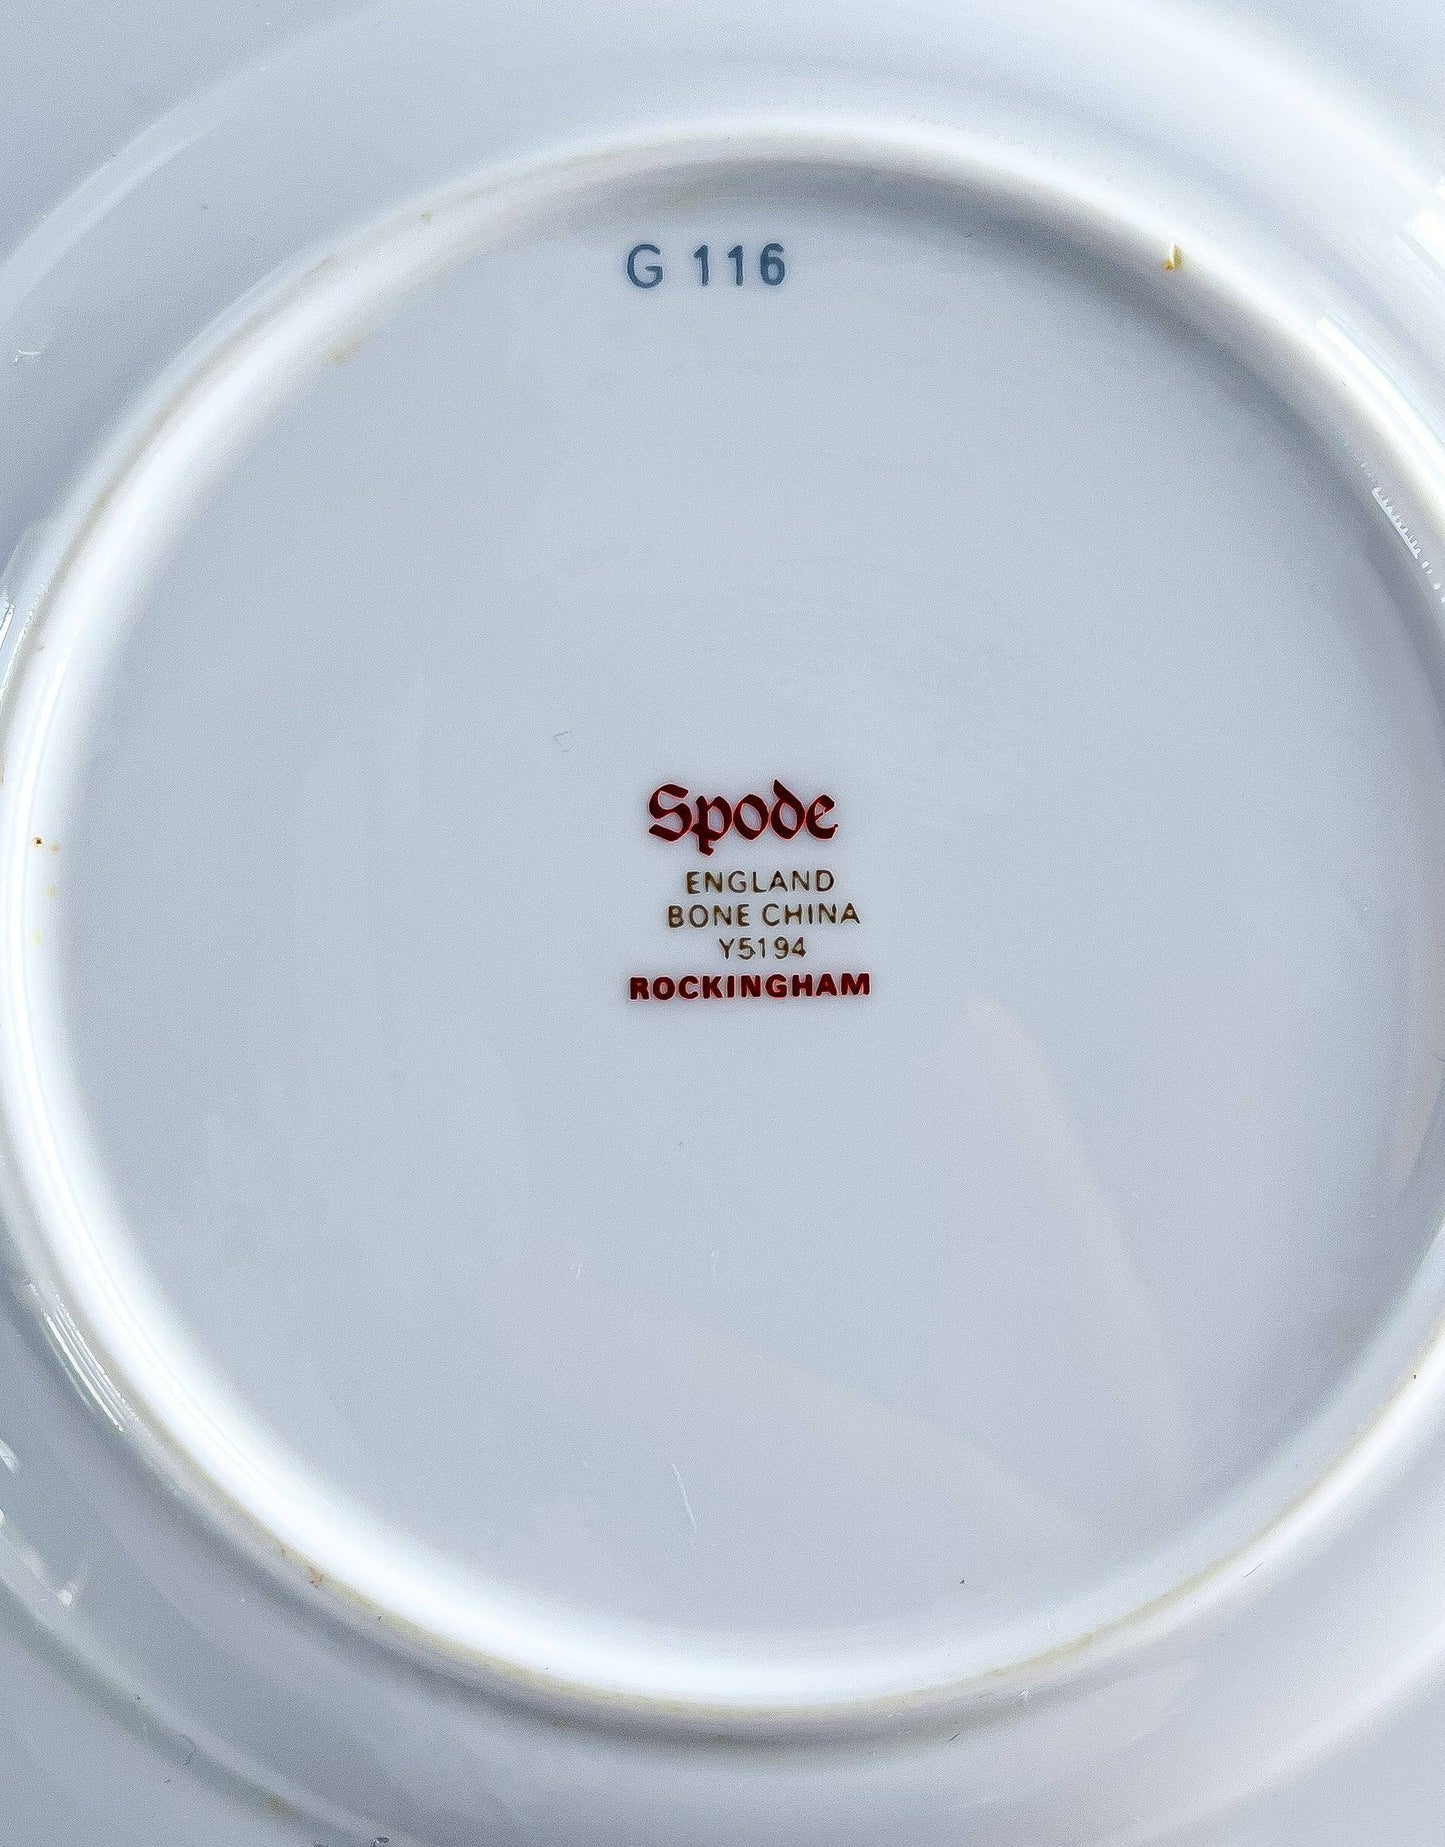 G 116
Spode
ENGLAND
BONE CHINA
Y5194
ROCKINGHAM